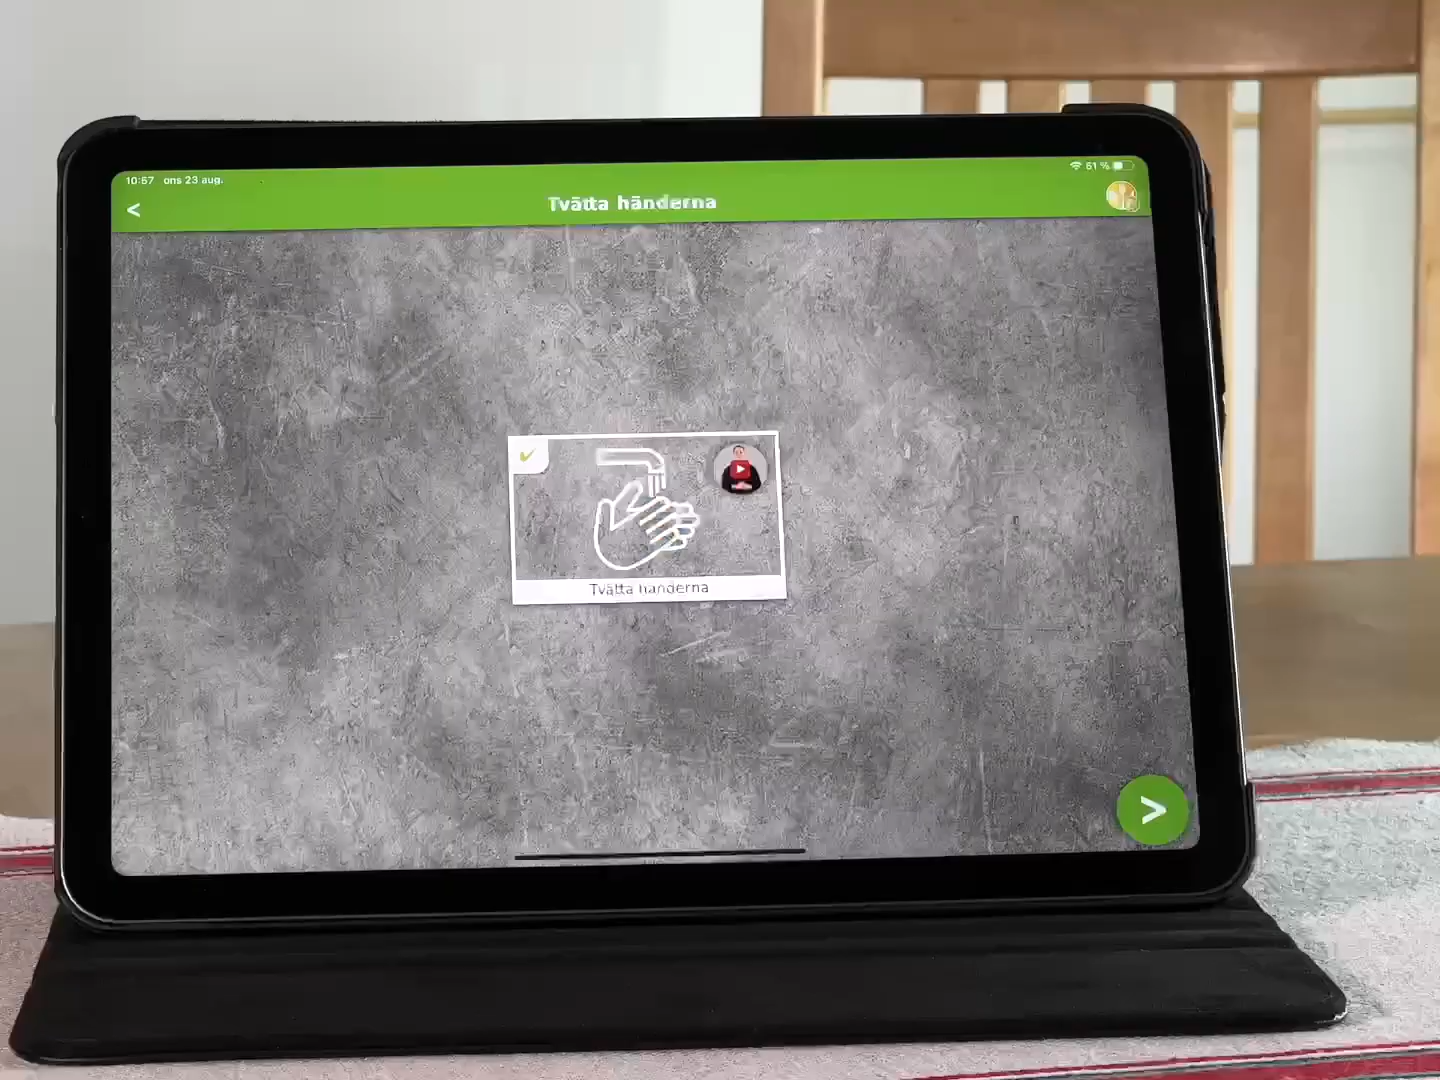 10:57 ons 23 aug.
61 %
<
Tvätta händerna
Tvätta händerna
>